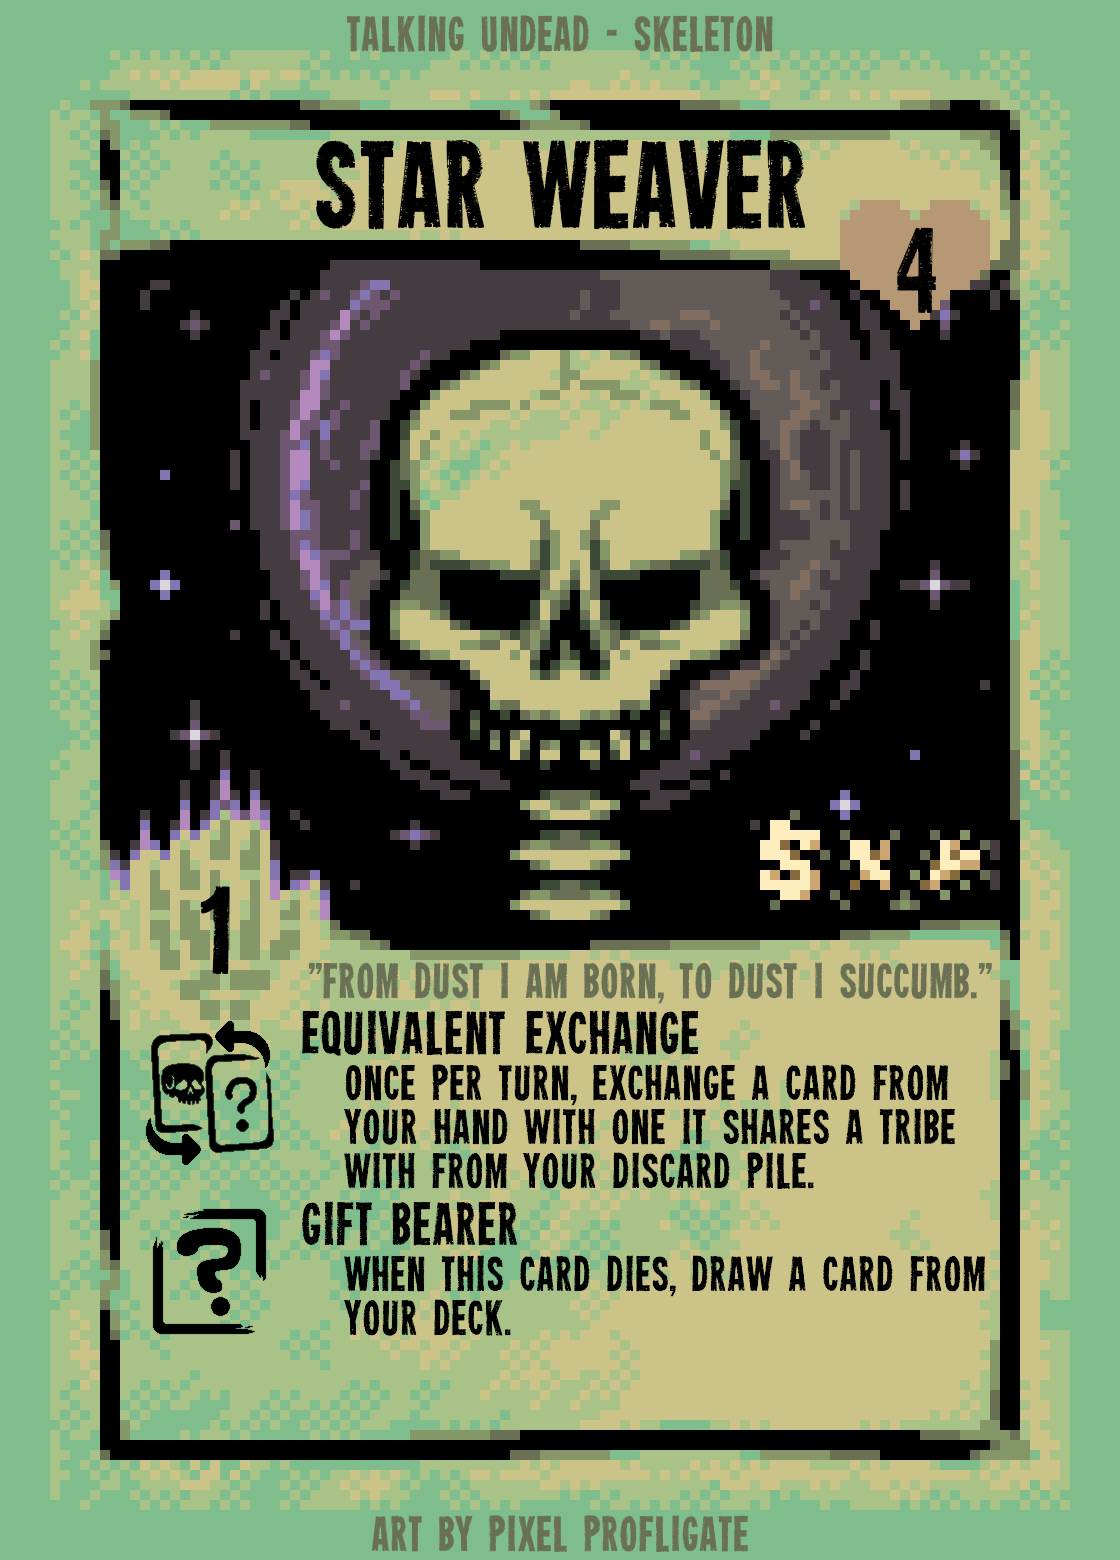 TALKING UNDEAD - SKELETON
STAR WEAVER
4
1
"FROM DUST I AM BORN, TO DUST I SUCCUMB."
EQUIVALENT EXCHANGE
ONCE PER TURN, EXCHANGE A CARD FROM
YOUR HAND WITH ONE IT SHARES A TRIBE
WITH FROM YOUR DISCARD PILE.
?
GIFT BEARER
WHEN THIS CARD DIES, DRAW A CARD FROM
YOUR DECK.
?
ART BY PIXEL PROFLIGATE